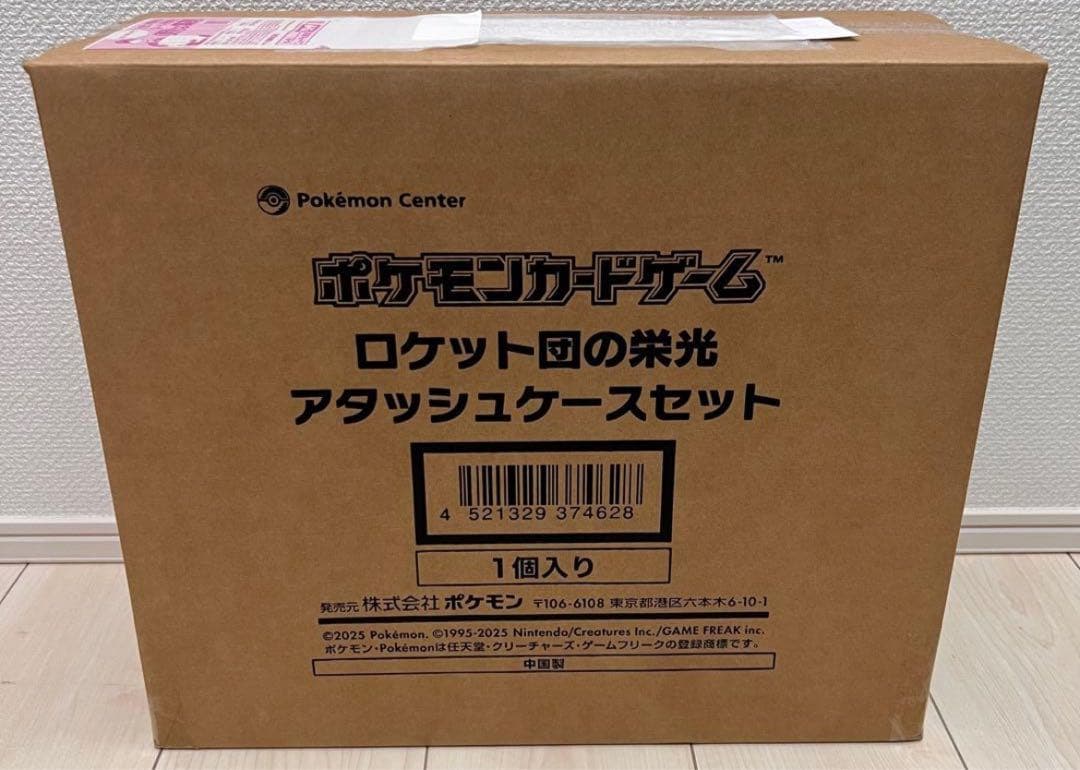 Pokémon Center
ポケモンカードゲーム™
ロケット団の栄光
アタッシュケースセット
4 521329 374628
1個入り
発売元 株式会社 ポケモン 〒106-6108 東京都港区六本木6-10-1
©2025 Pokémon. ©1995-2025 Nintendo/Creatures Inc./GAME FREAK inc.
ポケモン・Pokémonは任天堂・クリーチャーズ・ゲームフリークの登録商標です。
中国製